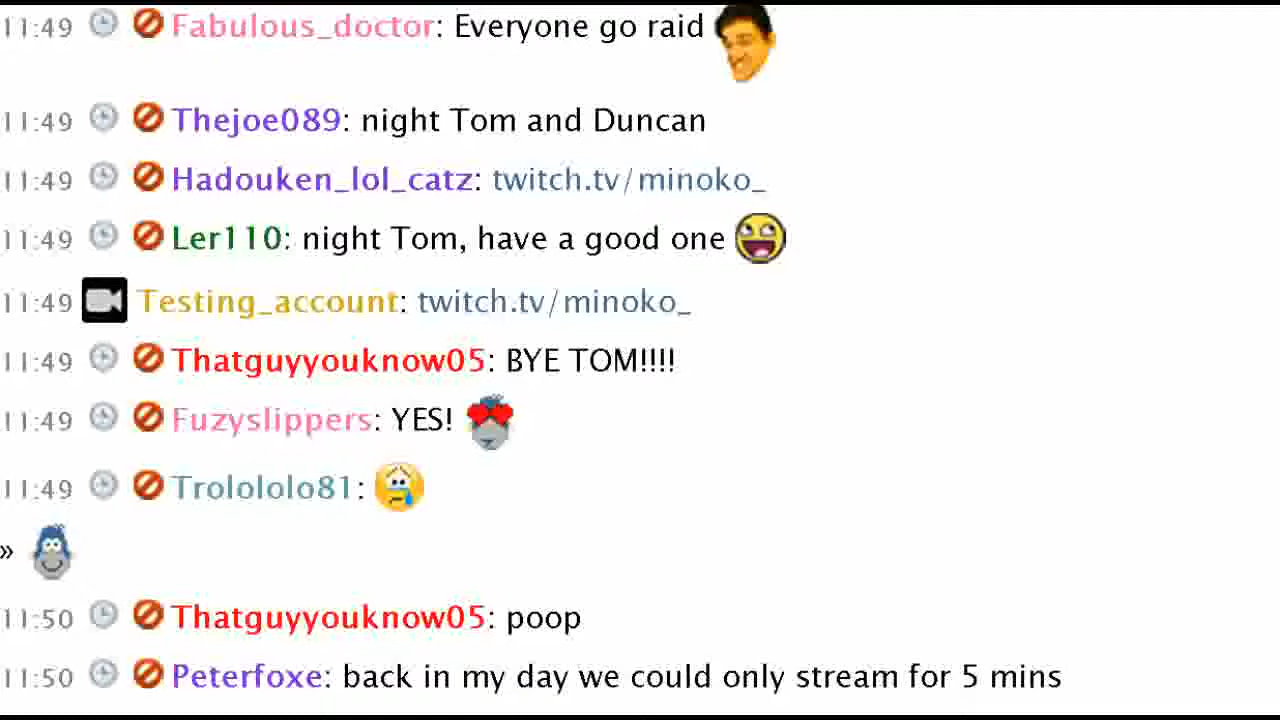 11:49 Fabulous_doctor: Everyone go raid
11:49 Thejoe089: night Tom and Duncan
11:49 Hadouken_lol_catz: twitch.tv/minoko_
11:49 Ler110: night Tom, have a good one
11:49 Testing_account: twitch.tv/minoko_
11:49 Thatguyyouknow05: BYE TOM!!!!
11:49 Fuzyslippers: YES!
11:49 Trolololo81:
»
11:50 Thatguyyouknow05: poop
11:50 Peterfoxe: back in my day we could only stream for 5 mins